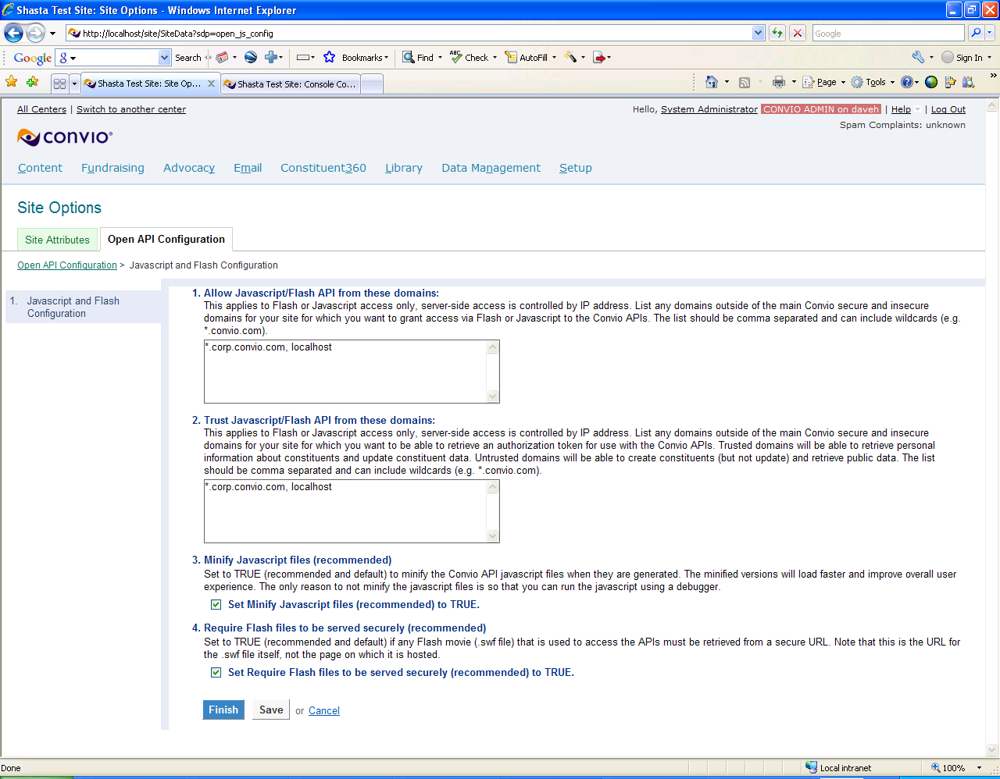 Shasta Test Site: Site Options - Windows Internet Explorer
http://localhost/site/SiteData?sdp=open_js_config
Google
Google g Search Bookmarks Find ABC Check AutoFill Sign In
Shasta Test Site: Site Op... Shasta Test Site: Console Co... Page Tools
All Centers | Switch to another center
Hello, System Administrator CONVIO ADMIN on daveh | Help | Log Out
Spam Complaints: unknown
CONVIO®
Content Fundraising Advocacy Email Constituent360 Library Data Management Setup
Site Options
Site Attributes Open API Configuration
Open API Configuration > Javascript and Flash Configuration
1. Javascript and Flash
Configuration
1. Allow Javascript/Flash API from these domains:
This applies to Flash or Javascript access only, server-side access is controlled by IP address. List any domains outside of the main Convio secure and insecure
domains for your site for which you want to grant access via Flash or Javascript to the Convio APIs. The list should be comma separated and can include wildcards (e.g.
*.convio.com).
*.corp.convio.com, localhost
2. Trust Javascript/Flash API from these domains:
This applies to Flash or Javascript access only, server-side access is controlled by IP address. List any domains outside of the main Convio secure and insecure
domains for your site for which you want to be able to retrieve an authorization token for use with the Convio APIs. Trusted domains will be able to retrieve personal
information about constituents and update constituent data. Untrusted domains will be able to create constituents (but not update) and retrieve public data. The list
should be comma separated and can include wildcards (e.g. *.convio.com).
*.corp.convio.com, localhost
3. Minify Javascript files (recommended)
Set to TRUE (recommended and default) to minify the Convio API javascript files when they are generated. The minified versions will load faster and improve overall user
experience. The only reason to not minify the javascript files is so that you can run the javascript using a debugger.
Set Minify Javascript files (recommended) to TRUE.
4. Require Flash files to be served securely (recommended)
Set to TRUE (recommended and default) if any Flash movie (.swf file) that is used to access the APIs must be retrieved from a secure URL. Note that this is the URL for
the .swf file itself, not the page on which it is hosted.
Set Require Flash files to be served securely (recommended) to TRUE.
Finish Save or Cancel
Done Local intranet 100%